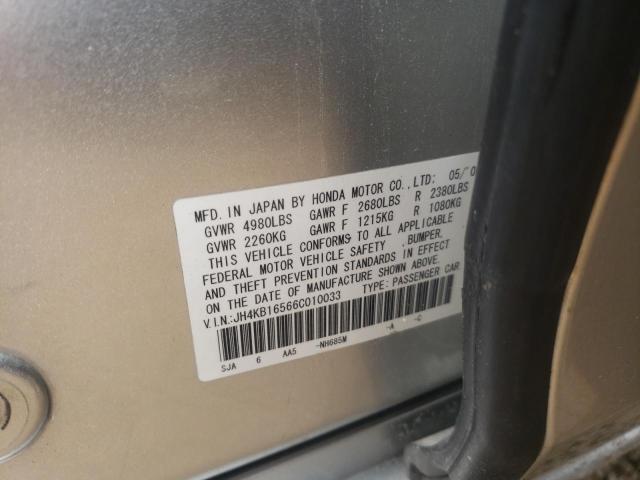 MFD. IN JAPAN BY HONDA MOTOR CO.,LTD: 05/0
GVWR 4980LBS GAWR F 2680LBS R 2380LBS
GVWR 2260KG GAWR F 1215KG R 1080KG
THIS VEHICLE CONFORMS TO ALL APPLICABLE
FEDERAL MOTOR VEHICLE SAFETY ,BUMPER,
AND THEFT PREVENTION STANDARDS IN EFFECT
ON THE DATE OF MANUFACTURE SHOWN ABOVE.
V.I.N.:JH4KB16566C010033 TYPE: PASSENGER CAR
SJA 6 AA5 -NH685M -A -C